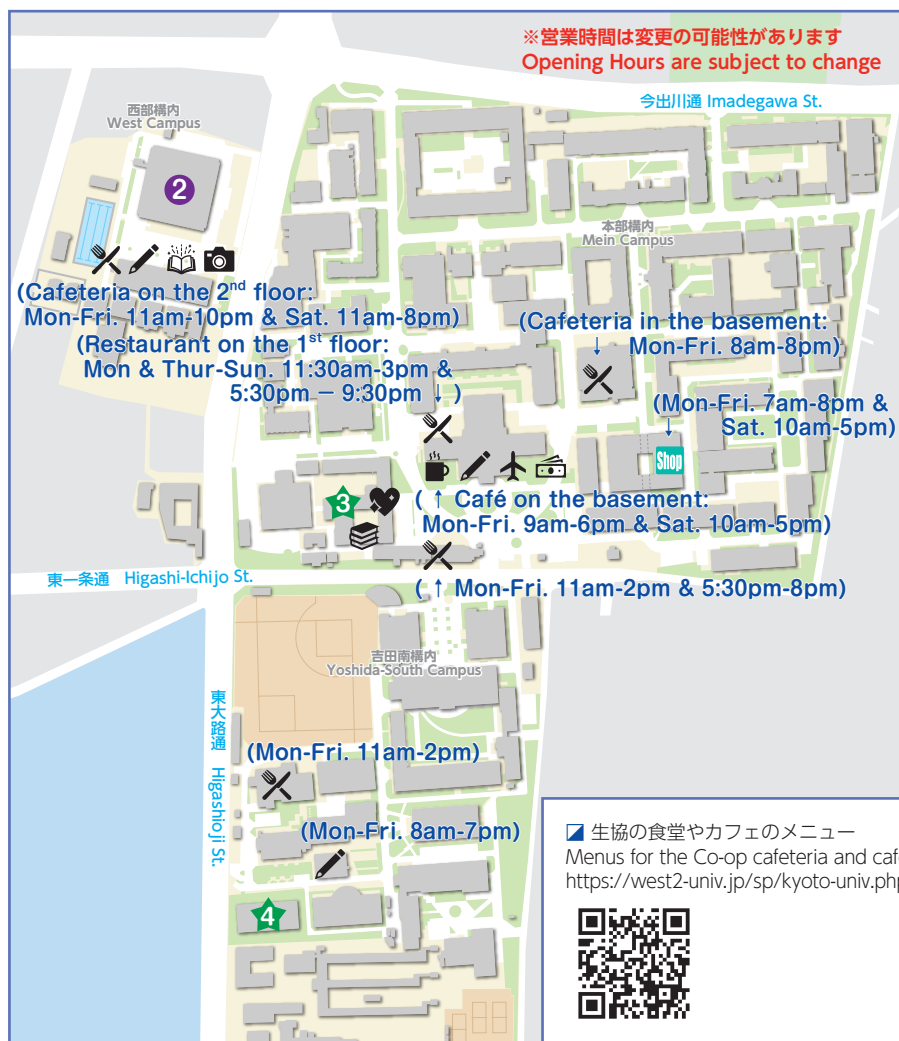 ※営業時間は変更の可能性があります
Opening Hours are subject to change
今出川通 Imadegawa St.
西部構内
West Campus
2
本部構内
Mein Campus
(Cafeteria on the 2nd floor:
Mon-Fri. 11am-10pm & Sat. 11am-8pm)
(Restaurant on the 1st floor:
Mon & Thur-Sun. 11:30am-3pm &
5:30pm – 9:30pm ↓ )
(Cafeteria in the basement:
↓ Mon-Fri. 8am-8pm)
(Mon-Fri. 7am-8pm &
↓ Sat. 10am-5pm)
Shop
3
( ↑ Café on the basement:
Mon-Fri. 9am-6pm & Sat. 10am-5pm)
東一条通 Higashi-Ichijo St.
( ↑ Mon-Fri. 11am-2pm & 5:30pm-8pm)
吉田南構内
Yoshida-South Campus
東大路通 Higashioji St.
(Mon-Fri. 11am-2pm)
(Mon-Fri. 8am-7pm)
4
生協の食堂やカフェのメニュー
Menus for the Co-op cafeteria and caf
https://west2-univ.jp/sp/kyoto-univ.php